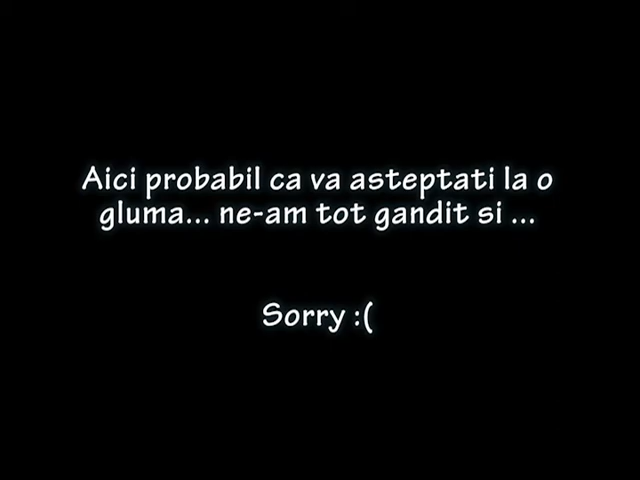 Aici probabil ca va asteptati la o
gluma... ne-am tot gandit si ...
Sorry :(